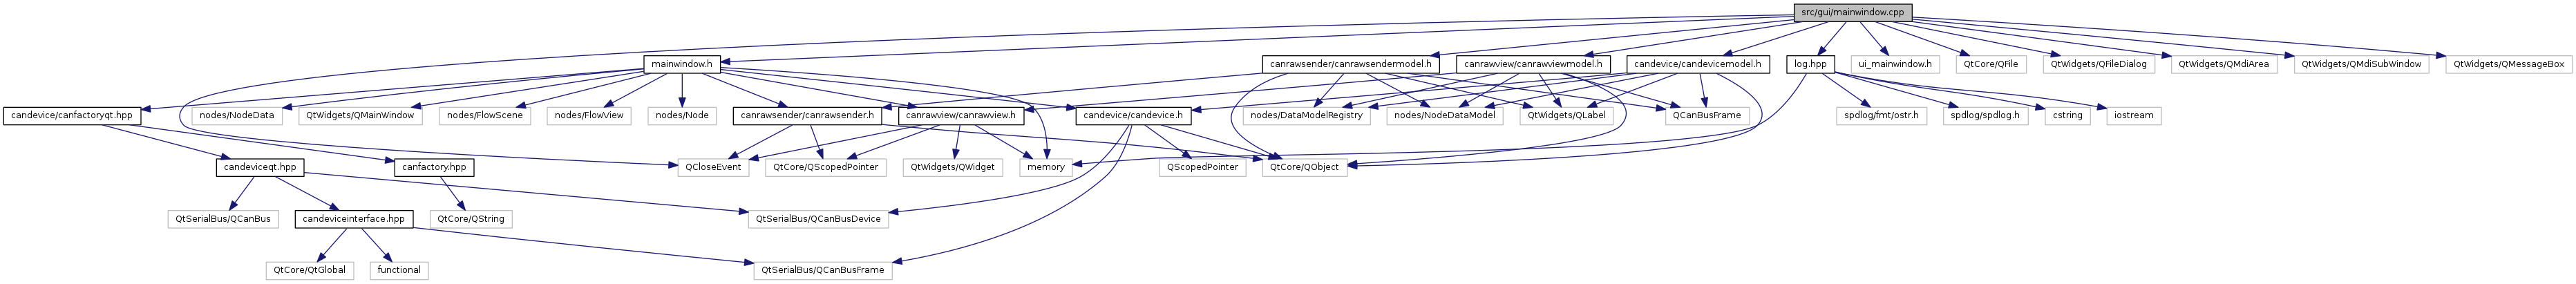 src/gui/mainwindow.cpp
mainwindow.h
canrawsender/canrawsendermodel.h
canrawview/canrawviewmodel.h
candevice/candevicemodel.h
log.hpp
ui_mainwindow.h
QtCore/QFile
QtWidgets/QFileDialog
QtWidgets/QMdiArea
QtWidgets/QMdiSubWindow
QtWidgets/QMessageBox
candevice/canfactoryqt.hpp
nodes/NodeData
QtWidgets/QMainWindow
nodes/FlowScene
nodes/FlowView
nodes/Node
canrawsender/canrawsender.h
canrawview/canrawview.h
candevice/candevice.h
nodes/DataModelRegistry
nodes/NodeDataModel
QtWidgets/QLabel
QCanBusFrame
spdlog/fmt/ostr.h
spdlog/spdlog.h
cstring
iostream
candeviceqt.hpp
canfactory.hpp
QCloseEvent
QtCore/QScopedPointer
QtWidgets/QWidget
memory
QScopedPointer
QtCore/QObject
QtSerialBus/QCanBus
candeviceinterface.hpp
QtCore/QString
QtSerialBus/QCanBusDevice
QtCore/QtGlobal
functional
QtSerialBus/QCanBusFrame